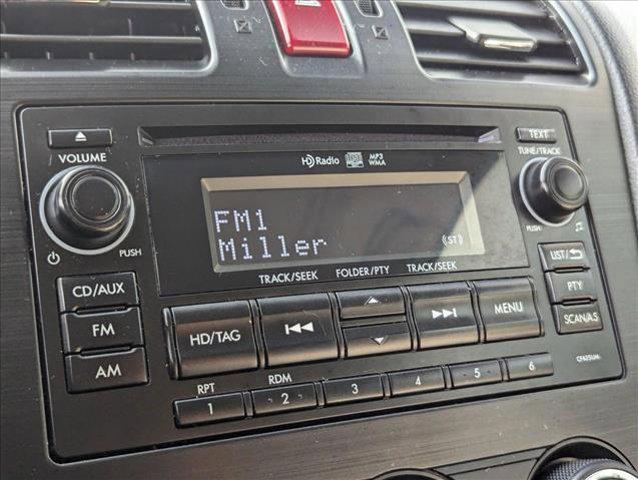 VOLUME
TEXT
TUNE/TRACK
HD Radio
MP3
WMA
FM1
Miller
((ST))
PUSH
PUSH
TRACK/SEEK
FOLDER/PTY
TRACK/SEEK
CD/AUX
FM
AM
HD/TAG
MENU
LIST/
PTY
SCAN/A.S
RPT
RDM
1
2
3
4
5
6